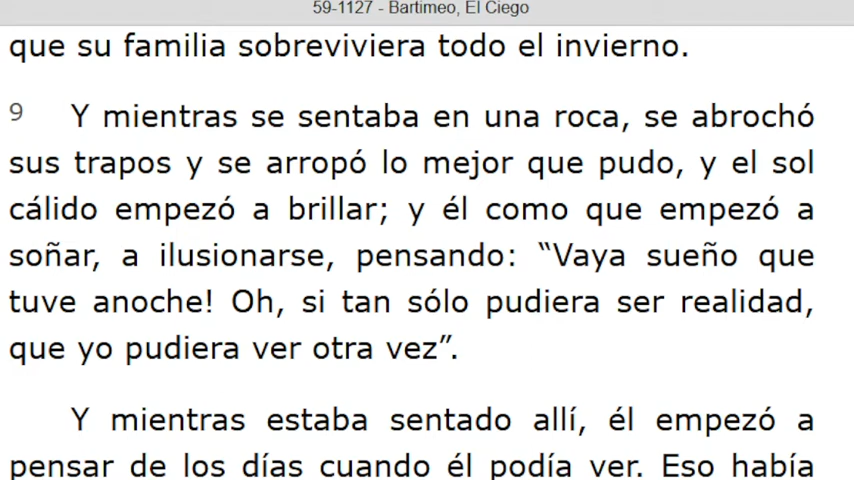 59-1127 - Bartimeo, El Ciego
que su familia sobreviviera todo el invierno.
9 Y mientras se sentaba en una roca, se abrochó
sus trapos y se arropó lo mejor que pudo, y el sol
cálido empezó a brillar; y él como que empezó a
soñar, a ilusionarse, pensando: “Vaya sueño que
tuve anoche! Oh, si tan sólo pudiera ser realidad,
que yo pudiera ver otra vez”.
Y mientras estaba sentado allí, él empezó a
pensar de los días cuando él podía ver. Eso había